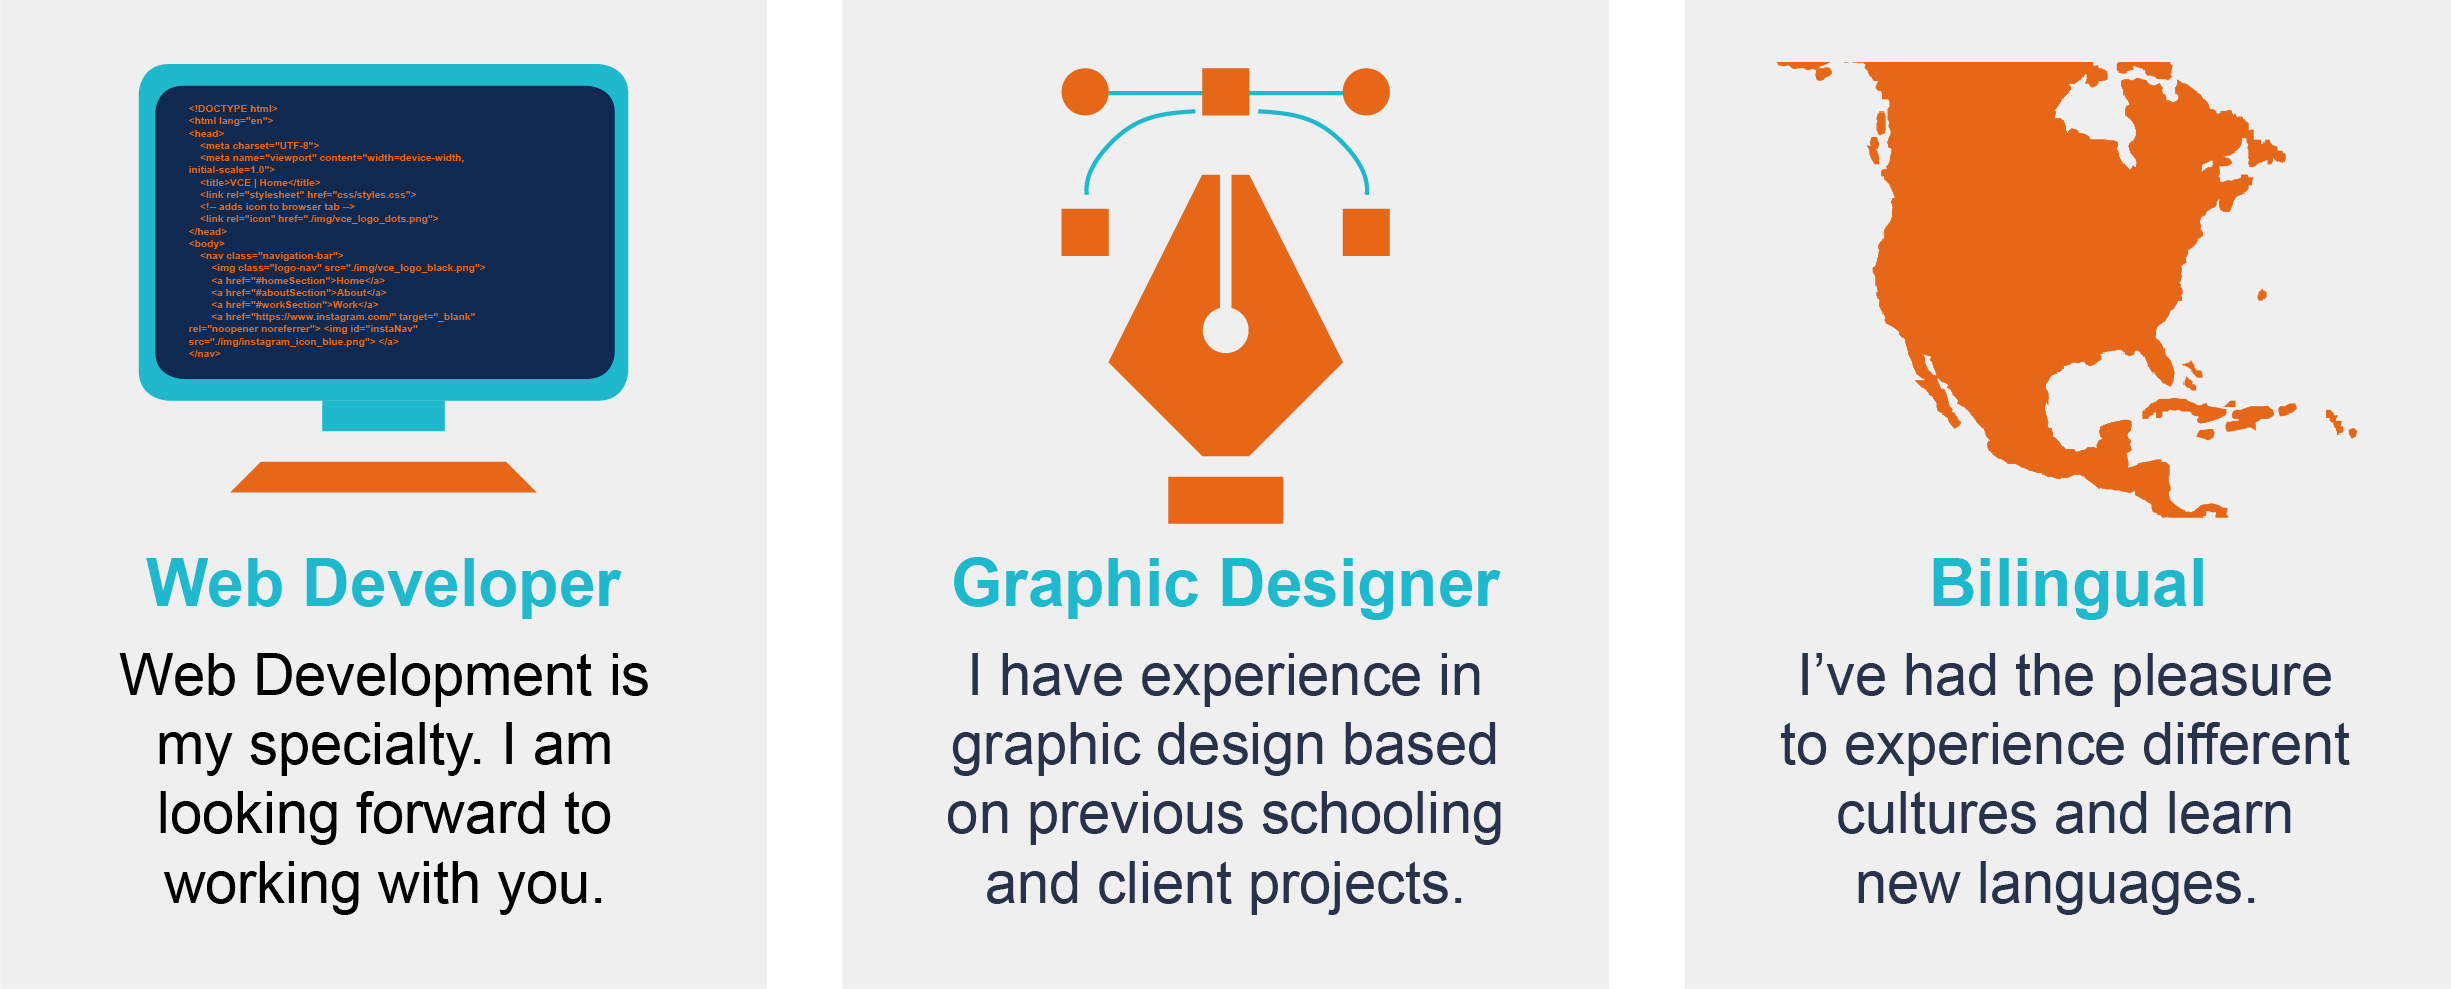 <!DOCTYPE html>
<html lang="en">
<head>
<meta charset="UTF-8">
<meta name="viewport" content="width=device-width,
initial-scale=1.0">
<title>VCE | Home</title>
<link rel="stylesheet" href="css/styles.css">
<!-- adds icon to browser tab -->
<link rel="icon" href="./img/vce_logo_dots.png">
</head>
<body>
<nav class="navigation-bar">
<img class="logo-nav" src="./img/vce_logo_black.png">
<a href="#homeSection">Home</a>
<a href="#aboutSection">About</a>
<a href="#workSection">Work</a>
<a href="https://www.instagram.com/" target="_blank"
rel="noopener noreferrer"> <img id="instaNav"
src="./img/instagram_icon_blue.png"> </a>
</nav>
Web Developer
Web Development is
my specialty. I am
looking forward to
working with you.
Graphic Designer
I have experience in
graphic design based
on previous schooling
and client projects.
Bilingual
I’ve had the pleasure
to experience different
cultures and learn
new languages.